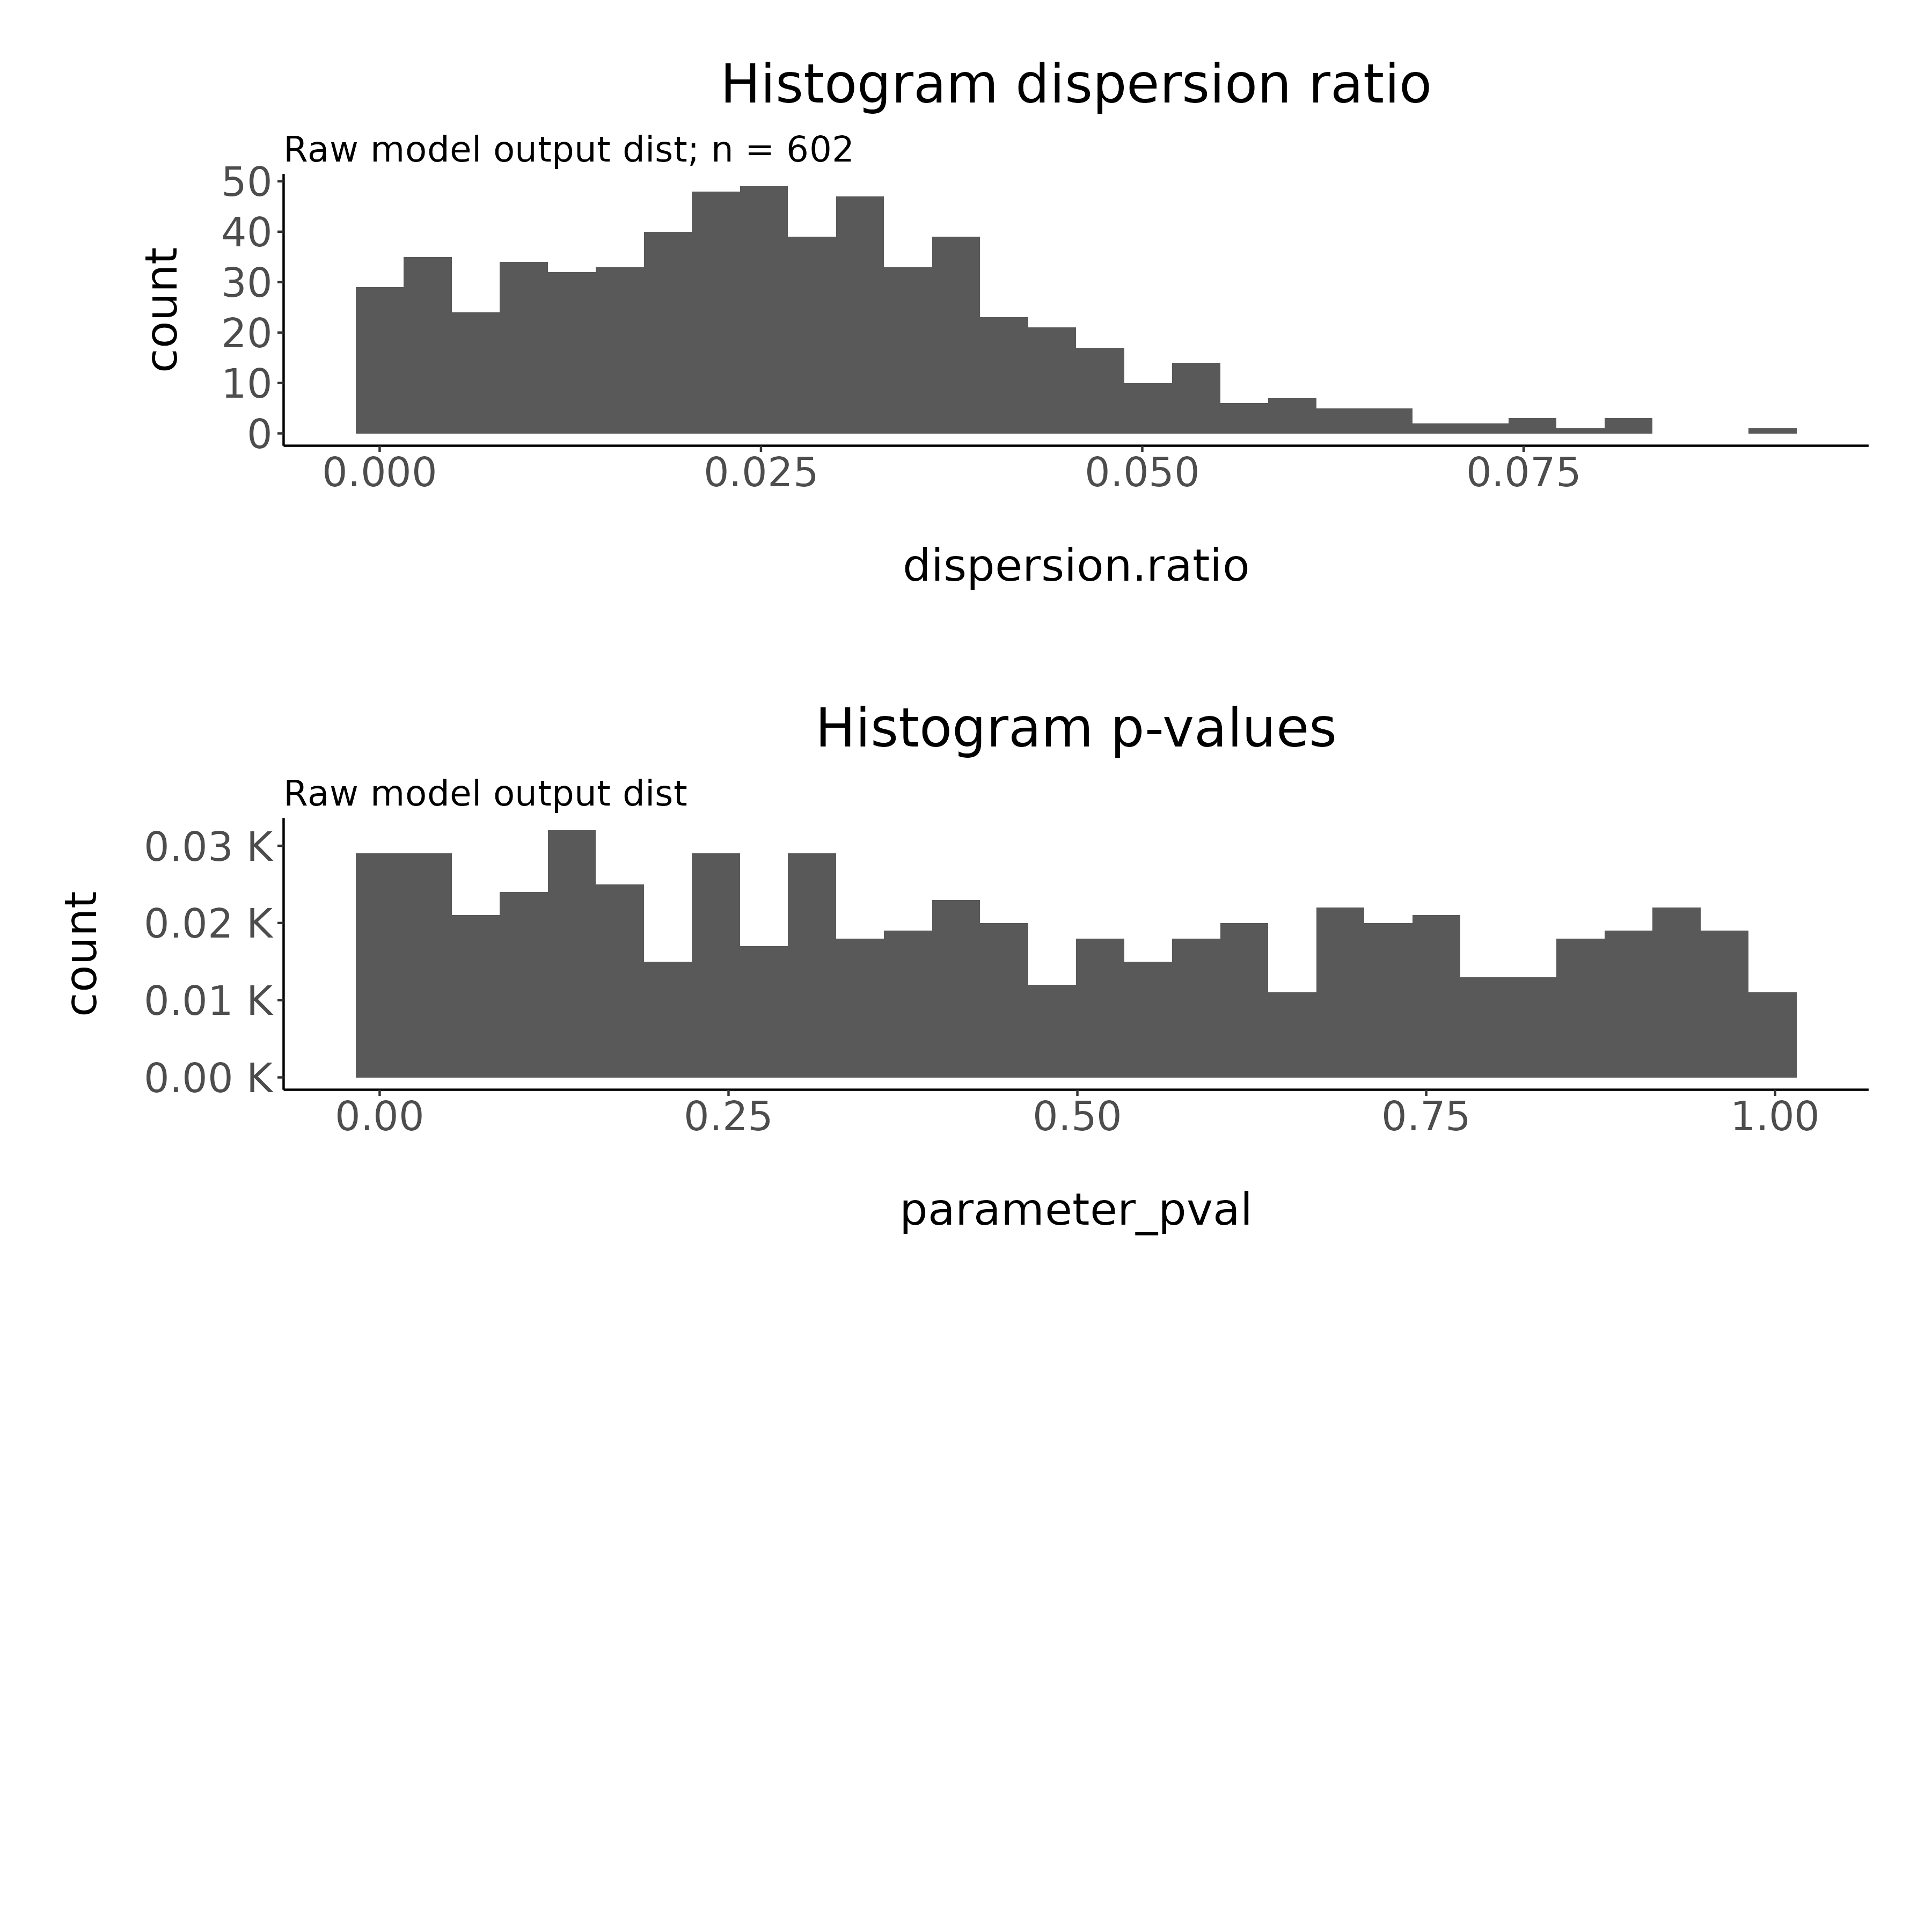 Histogram dispersion ratio
Raw model output dist; n = 602
50
40
30
20
10
0
count
0.000 0.025 0.050 0.075
dispersion.ratio
Histogram p-values
Raw model output dist
0.03 K
0.02 K
0.01 K
0.00 K
count
0.00 0.25 0.50 0.75 1.00
parameter_pval